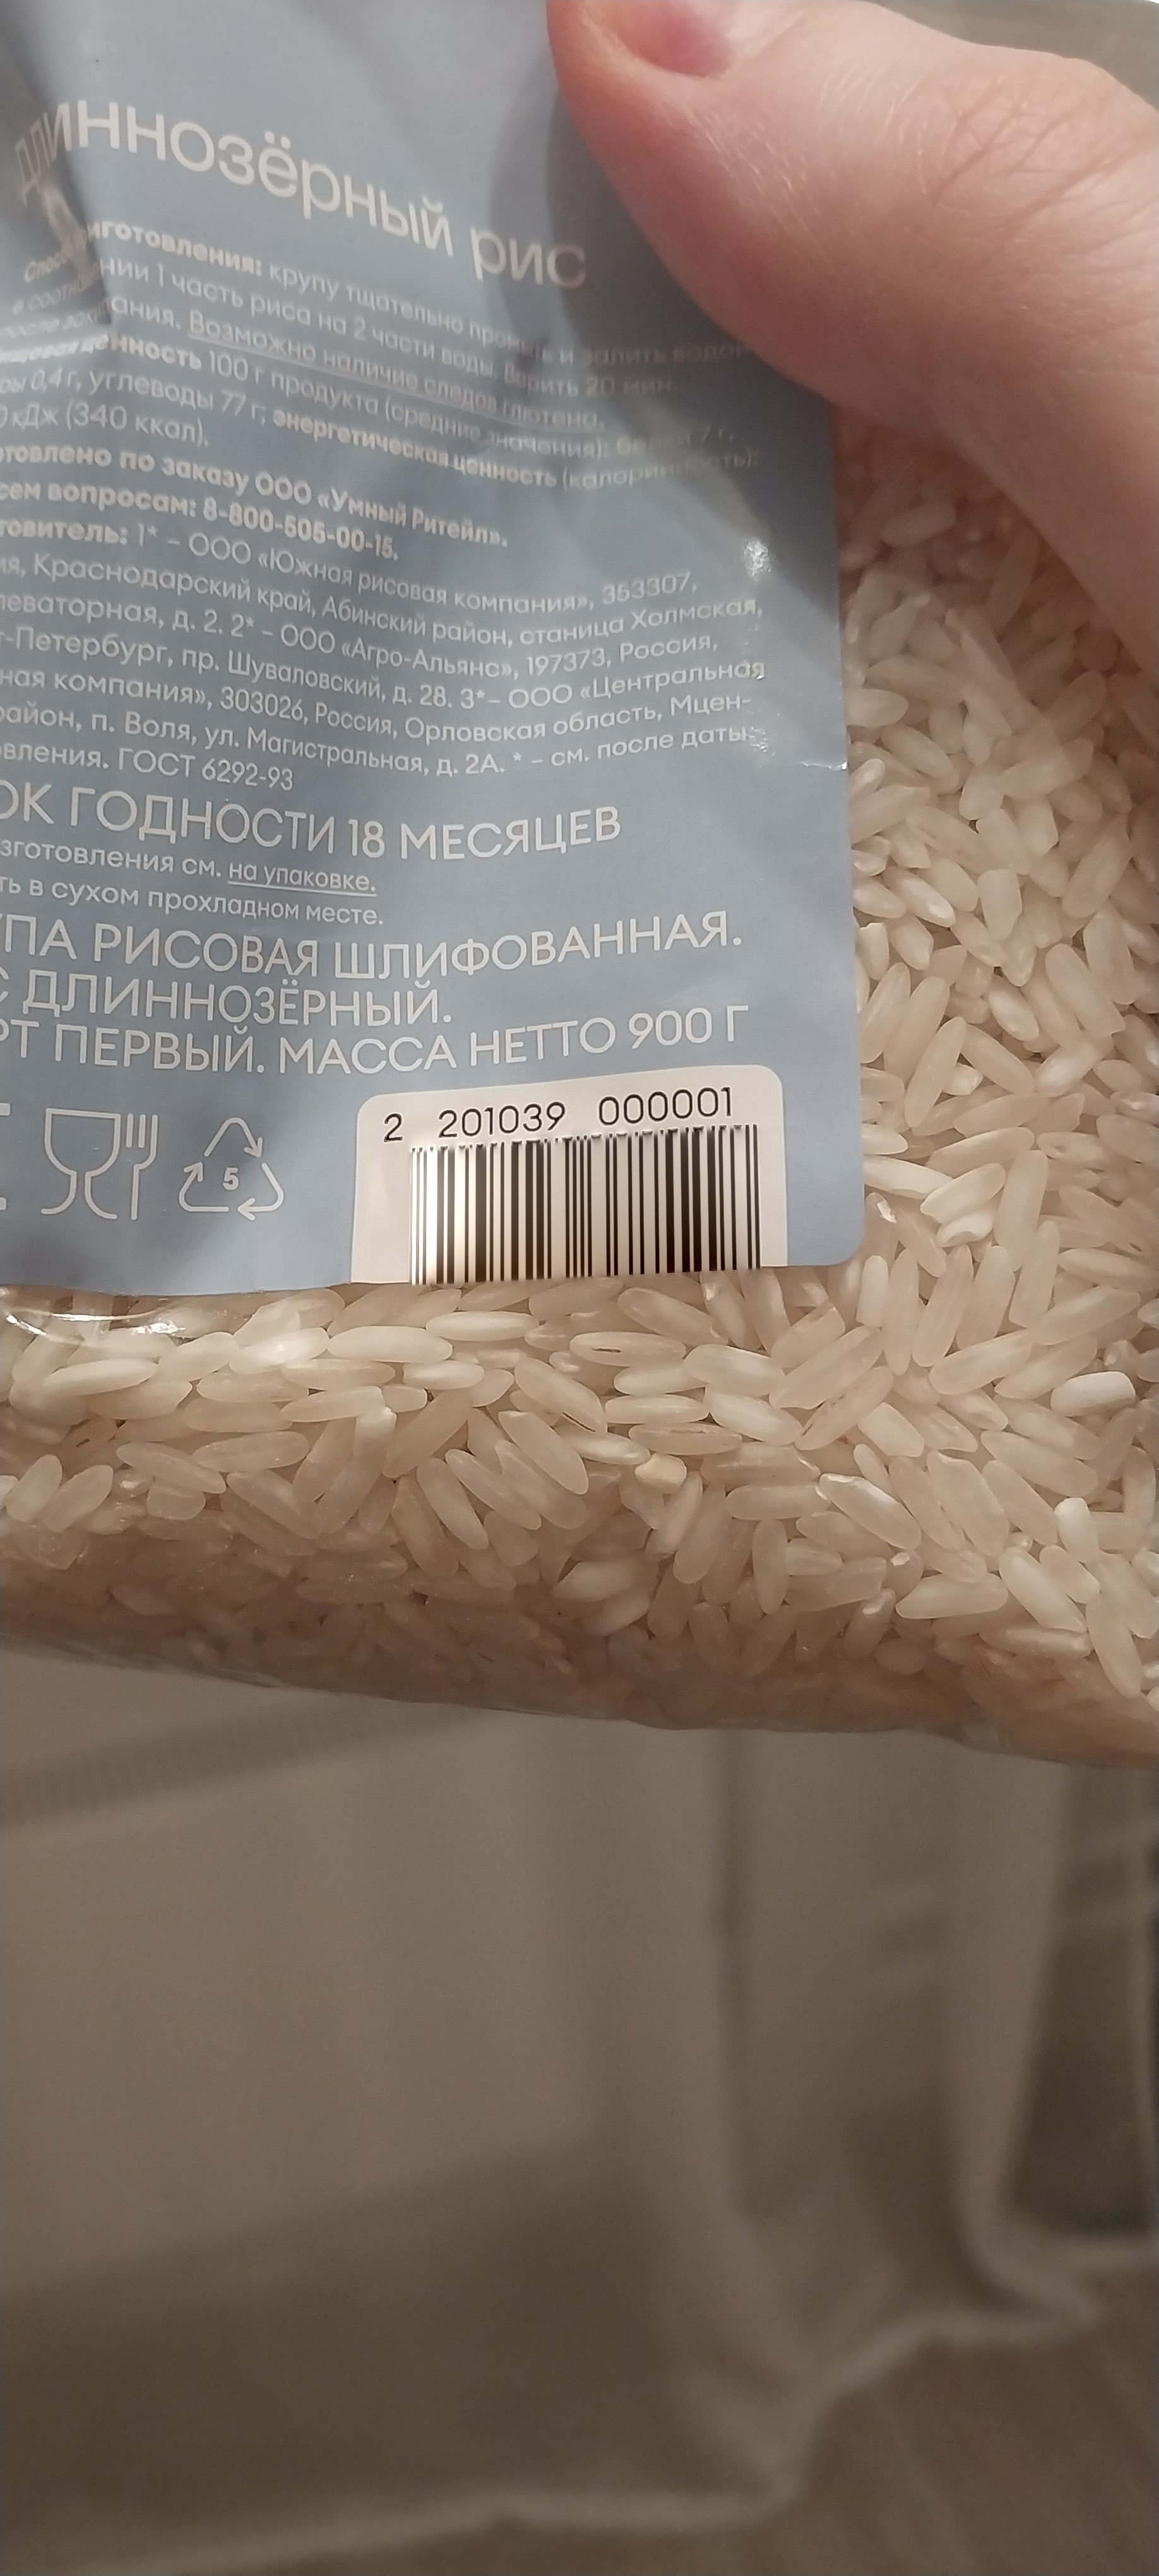 длиннозёрный рис
иготовления: крупу тщательно промыть и залить водой
нии 1 часть риса на 2 части воды. Варить 20 мин.
ания. Возможно наличие следов глютена.
ценность 100 г продукта (средние значения): белки 7 г,
ры 0,4 г, углеводы 77 г; энергетическая ценность (калорийность):
0 кДж (340 ккал).
отовлено по заказу ООО «Умный Ритейл».
сем вопросам: 8-800-505-00-15.
товитель: 1* – ООО «Южная рисовая компания», 353307,
ия, Краснодарский край, Абинский район, станица Холмская,
леваторная, д. 2. 2* – ООО «Агро-Альянс», 197373, Россия,
т-Петербург, пр. Шуваловский, д. 28. 3* – ООО «Центральная
ная компания», 303026, Россия, Орловская область, Мцен-
район, п. Воля, ул. Магистральная, д. 2А. * – см. после даты
вления. ГОСТ 6292-93
ОК ГОДНОСТИ 18 МЕСЯЦЕВ
зготовления см. на упаковке.
ть в сухом прохладном месте.
УПА РИСОВАЯ ШЛИФОВАННАЯ.
С ДЛИННОЗЁРНЫЙ.
РТ ПЕРВЫЙ. МАССА НЕТТО 900 Г
2 201039 000001
5